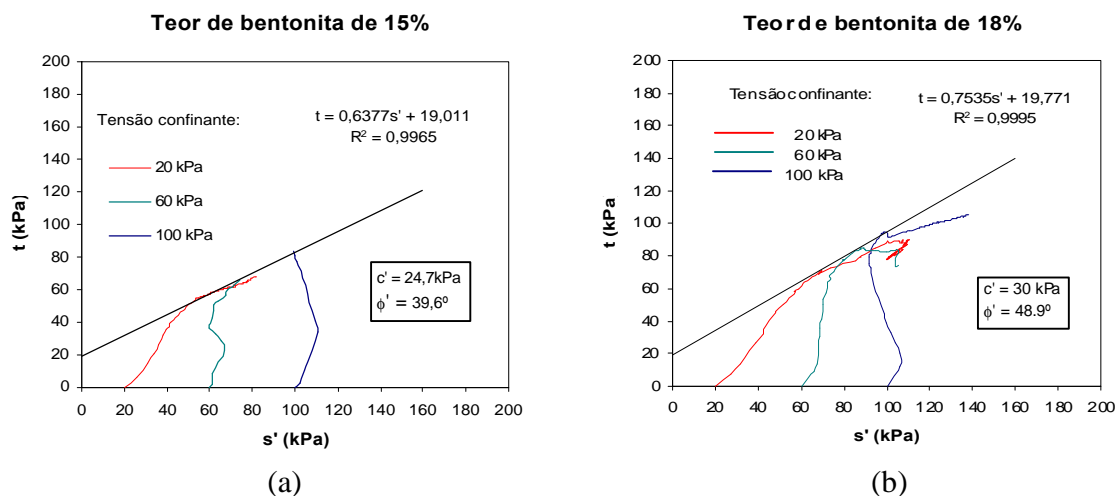 Teor de bentonita de 15%
200
180
160
140
120
100
80
60
40
20
0
t (kPa)
Tensão confinante:
20 kPa
60 kPa
100 kPa
t = 0,6377s' + 19,011
R² = 0,9965
c' = 24,7kPa
ϕ' = 39,6º
0 20 40 60 80 100 120 140 160 180 200
s' (kPa)
(a)
Teor de bentonita de 18%
200
180
160
140
120
100
80
60
40
20
0
t (kPa)
Tensão confinante:
20 kPa
60 kPa
100 kPa
t = 0,7535s' + 19,771
R² = 0,9995
c' = 30 kPa
ϕ' = 48.9º
0 20 40 60 80 100 120 140 160 180 200
s' (kPa)
(b)